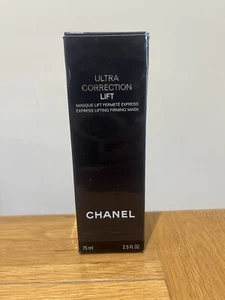 ULTRA
CORRECTION
LIFT
MASQUE LIFT FERMETÉ EXPRESS
EXPRESS LIFTING FIRMING MASK
CHANEL
75 ml 2.5 FL.OZ.